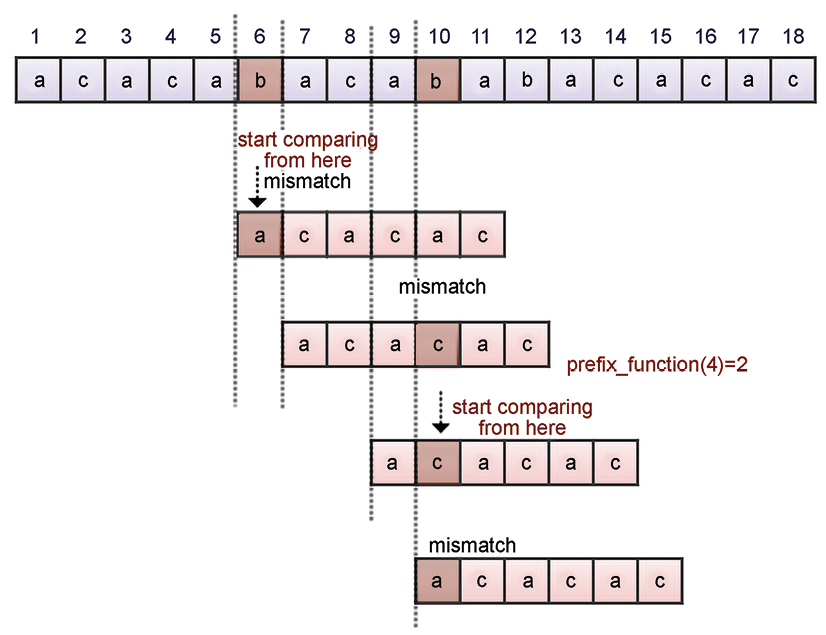 1 2 3 4 5 6 7 8 9 10 11 12 13 14 15 16 17 18
a c a c a b a c a b a b a c a c a c
start comparing
from here
mismatch
a c a c a c
mismatch
a c a c a c
prefix_function(4)=2
start comparing
from here
a c a c a c
mismatch
a c a c a c